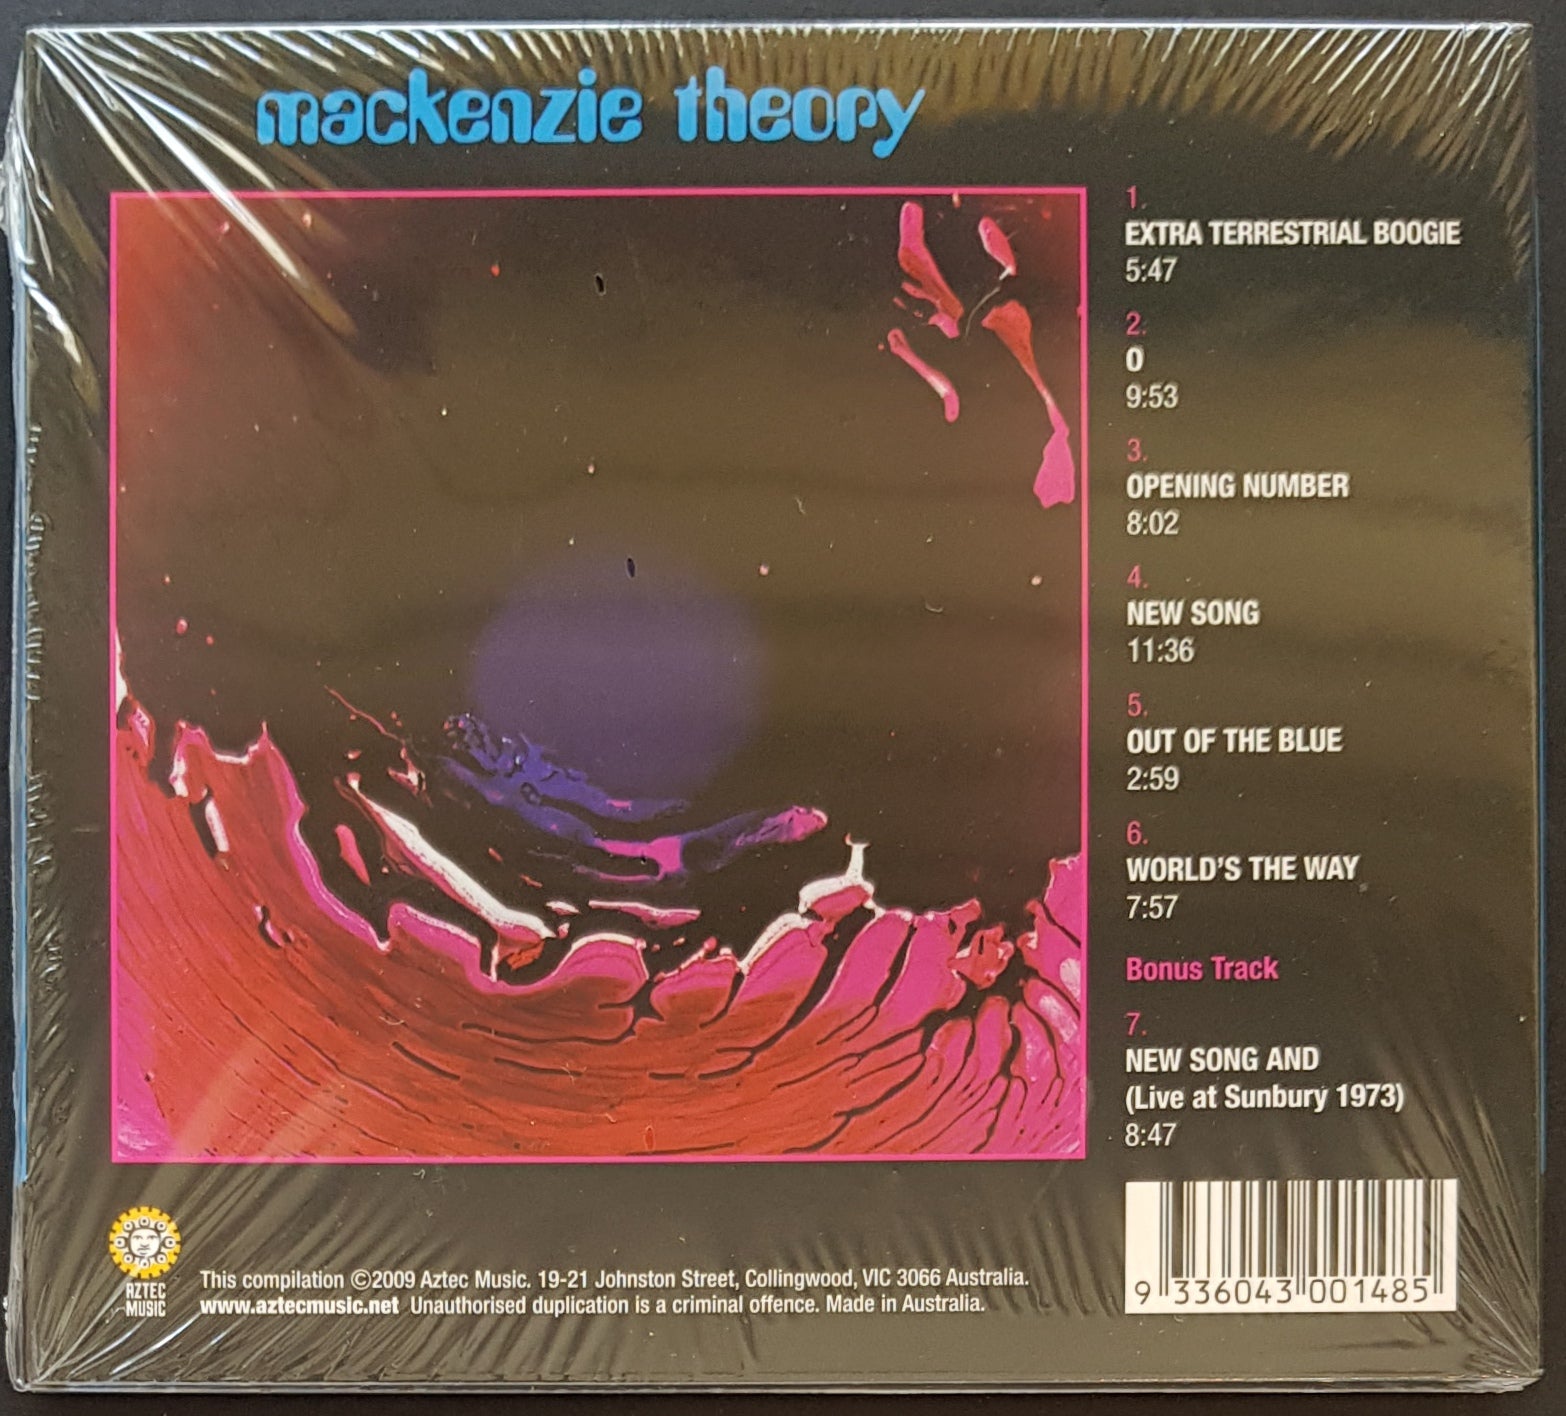 mackenzie theory
1.
EXTRA TERRESTRIAL BOOGIE
5:47
2.
O
9:53
3.
OPENING NUMBER
8:02
4.
NEW SONG
11:36
5.
OUT OF THE BLUE
2:59
6.
WORLD'S THE WAY
7:57
Bonus Track
7.
NEW SONG AND
(Live at Sunbury 1973)
8:47
AZTEC
MUSIC
This compilation ©2009 Aztec Music. 19-21 Johnston Street, Collingwood, VIC 3066 Australia.
www.aztecmusic.net Unauthorised duplication is a criminal offence. Made in Australia.
9 336043 001485